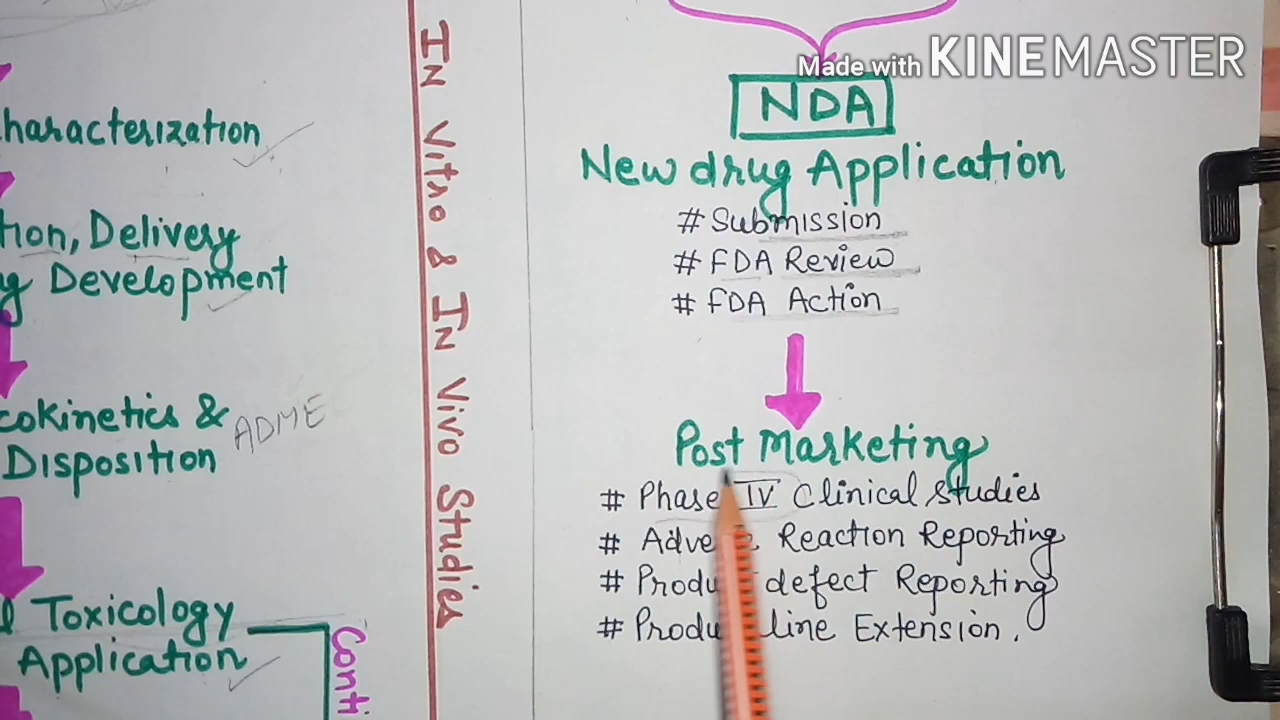 haracterization
tion, Delivery
g Development
cokinetics &
Disposition
ADME
Toxicology
Application
Conti
In Vitro & In Vivo Studies
Made with KINEMASTER
NDA
New drug Application
# Submission
# FDA Review
# FDA Action
Post Marketing
# Phase IV Clinical Studies
# Adve Reaction Reporting
# Produ defect Reporting
# Produ line Extension.